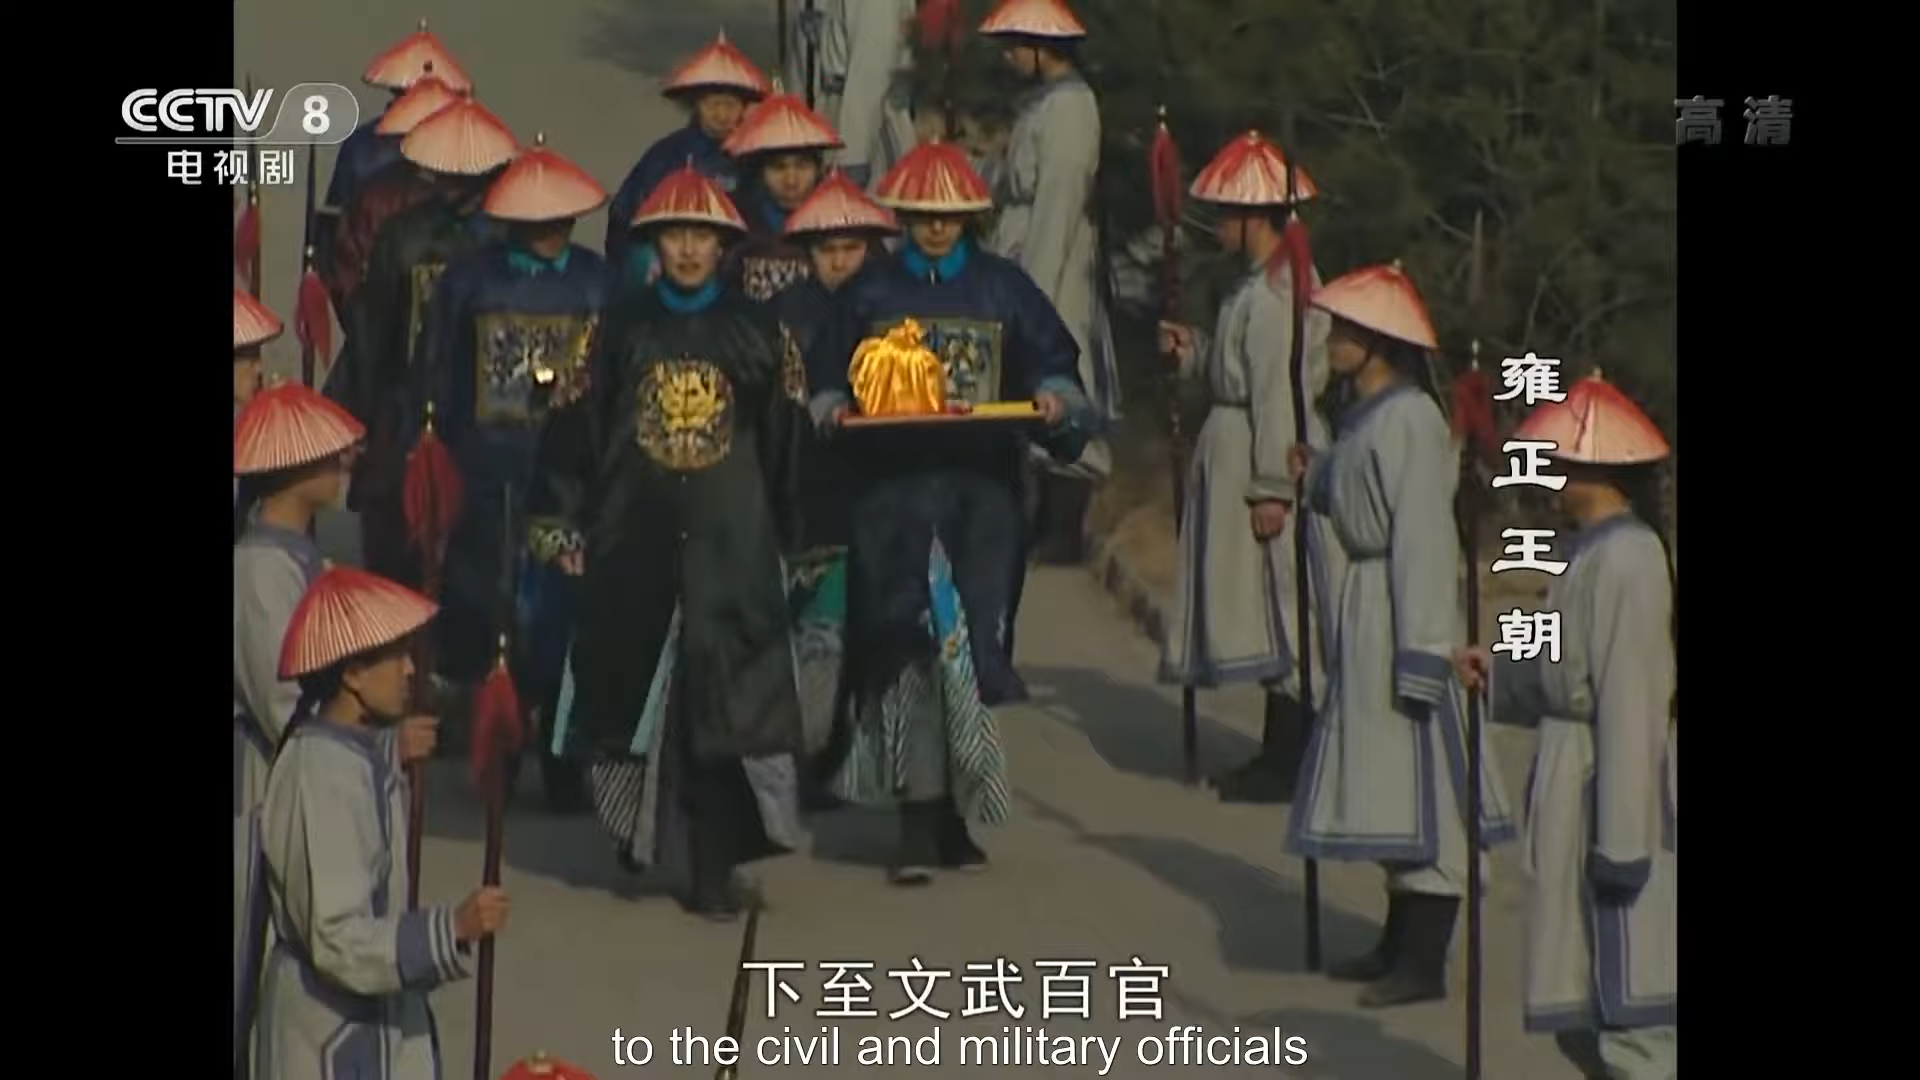 CCTV 8
电视剧
高清
雍正王朝
下至文武百官
to the civil and military officials